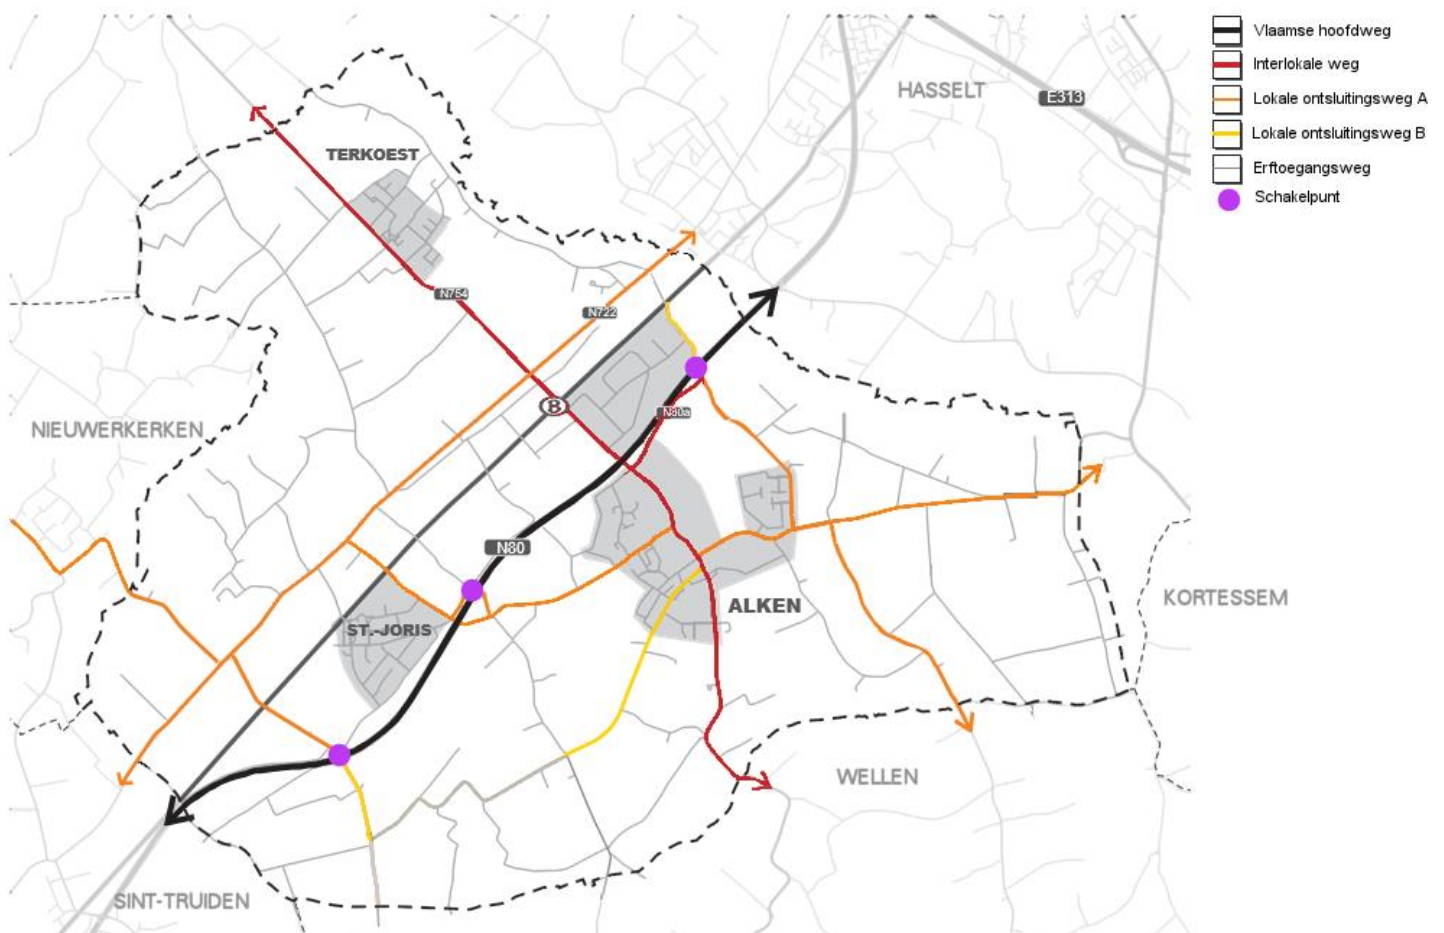 Vlaamse hoofdweg
Interlokale weg
Lokale ontsluitingsweg A
Lokale ontsluitingsweg B
Erftoegangsweg
Schakelpunt
HASSELT
E313
TERKOEST
N754
N722
B
N80a
NIEUWERKERKEN
N80
ST.-JORIS
ALKEN
KORTESSEM
WELLEN
SINT-TRUIDEN